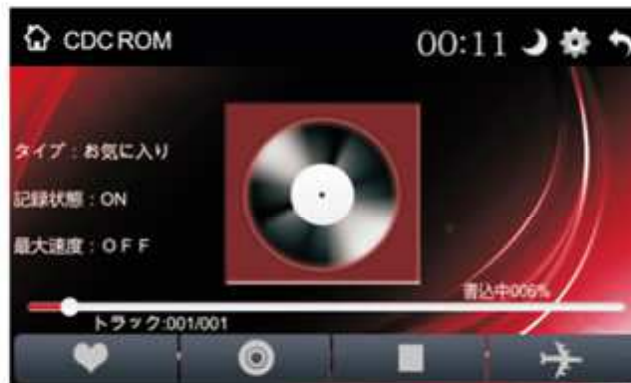 CDC ROM 00:11
タイプ：お気に入り
記録状態：ON
最大速度：ＯＦＦ
書込中006%
トラック:001/001